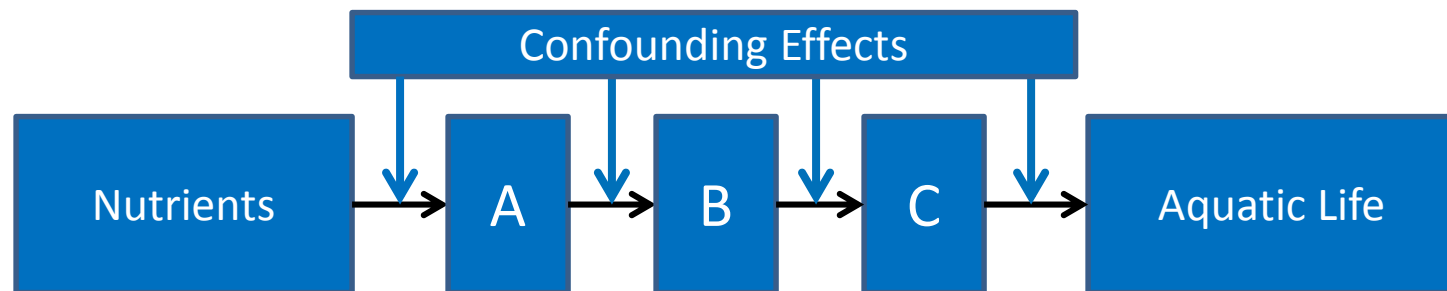 Confounding Effects
Nutrients
A
B
C
Aquatic Life